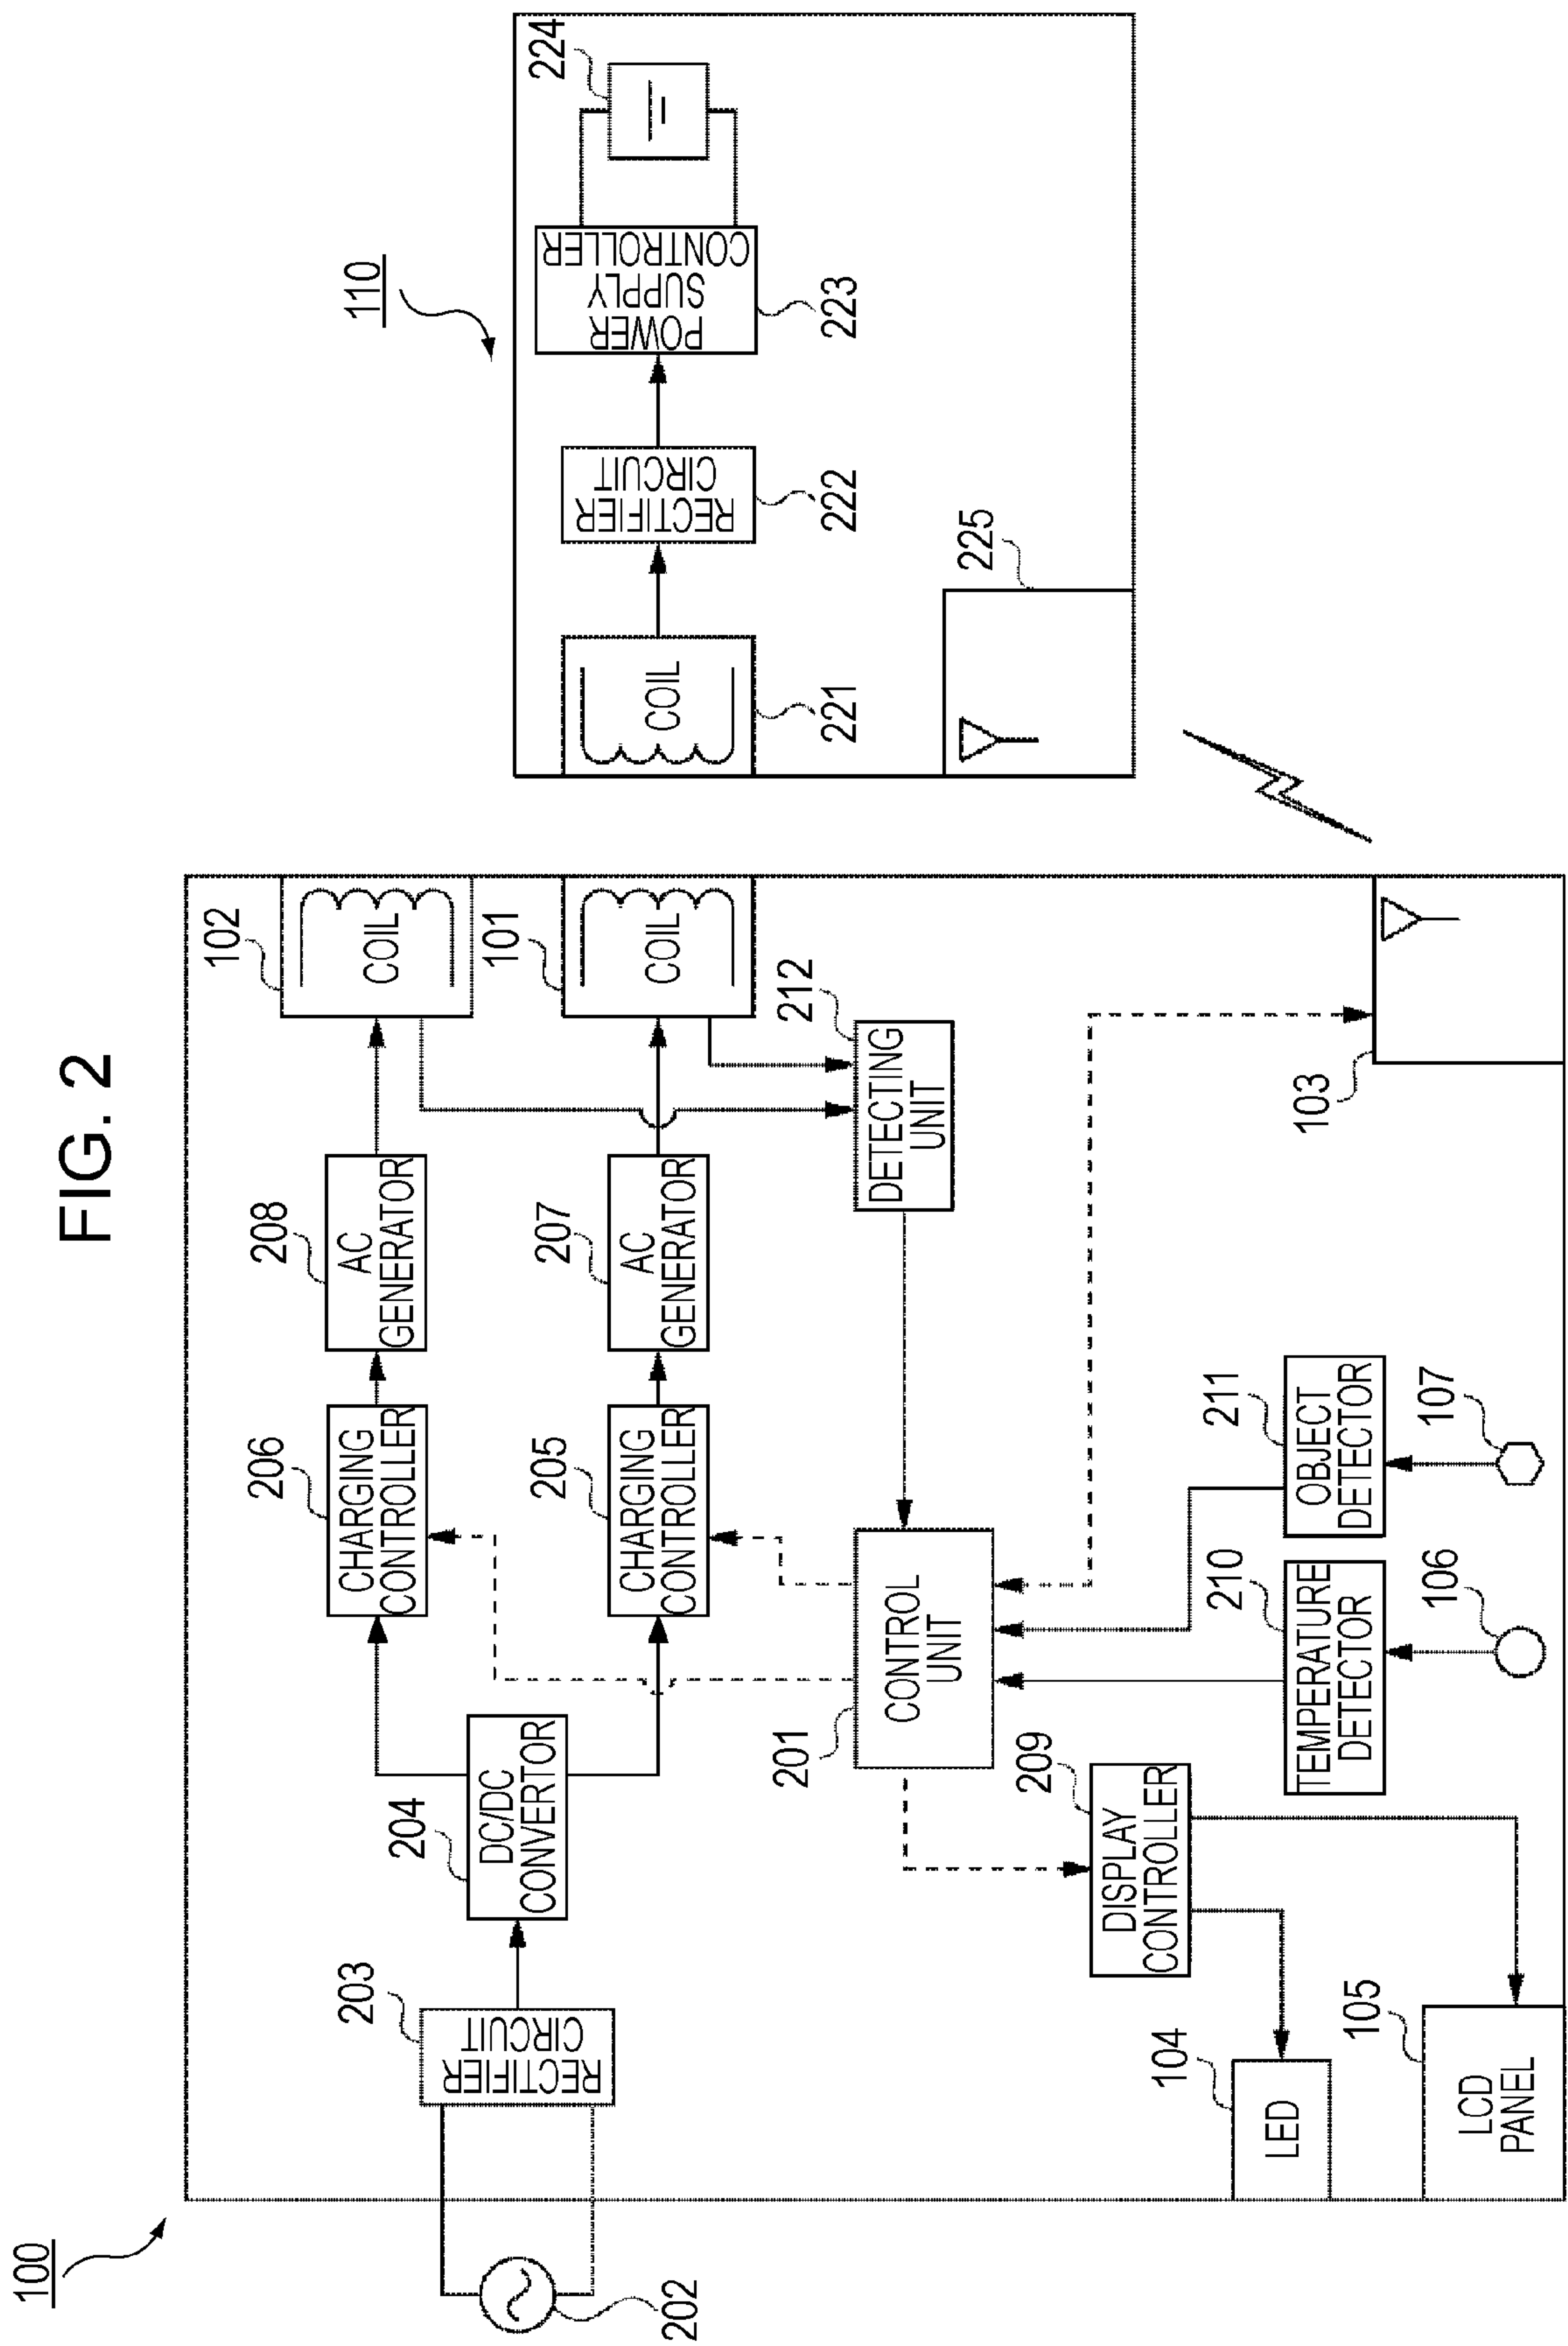 FIG. 2
100
202
203
RECTIFIER
CIRCUIT
204
DC/DC
CONVERTOR
206
CHARGING
CONTROLLER
208
AC
GENERATOR
102
COIL
205
CHARGING
CONTROLLER
207
AC
GENERATOR
101
COIL
212
DETECTING
UNIT
201
CONTROL
UNIT
209
DISPLAY
CONTROLLER
104
LED
105
LCD
PANEL
210
TEMPERATURE
DETECTOR
106
211
OBJECT
DETECTOR
107
103
110
221
COIL
222
RECTIFIER
CIRCUIT
223
POWER
SUPPLY
CONTROLLER
224
225